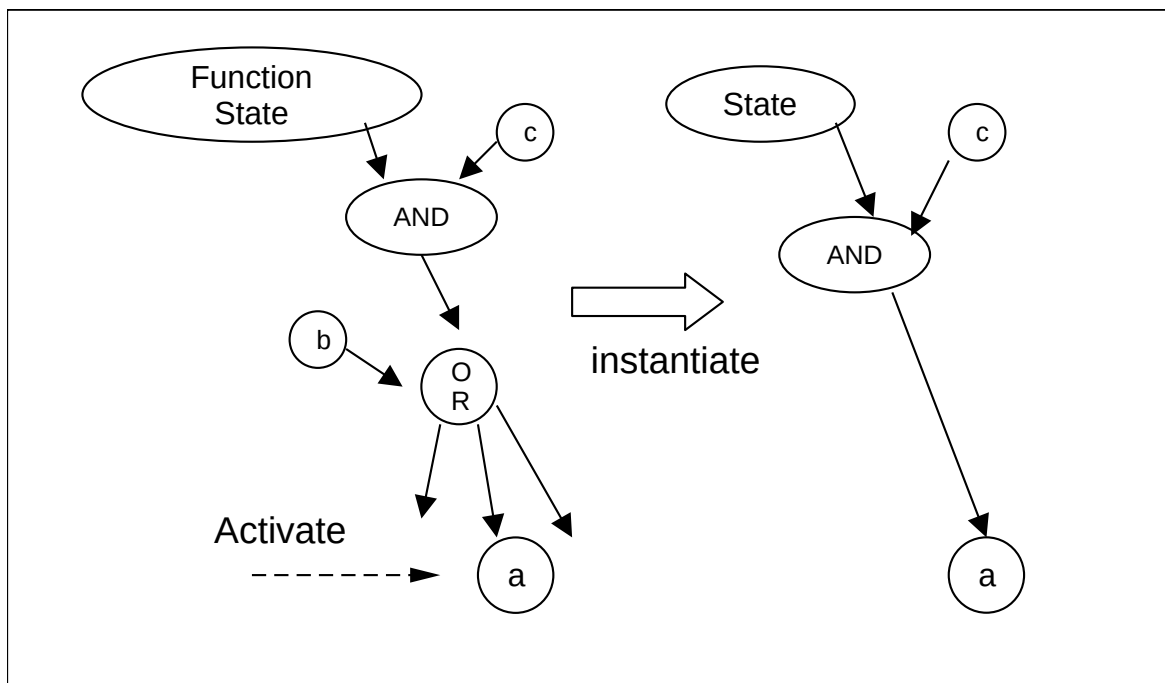 Function
State
c
AND
b
O
R
Activate
a
instantiate
State
c
AND
a